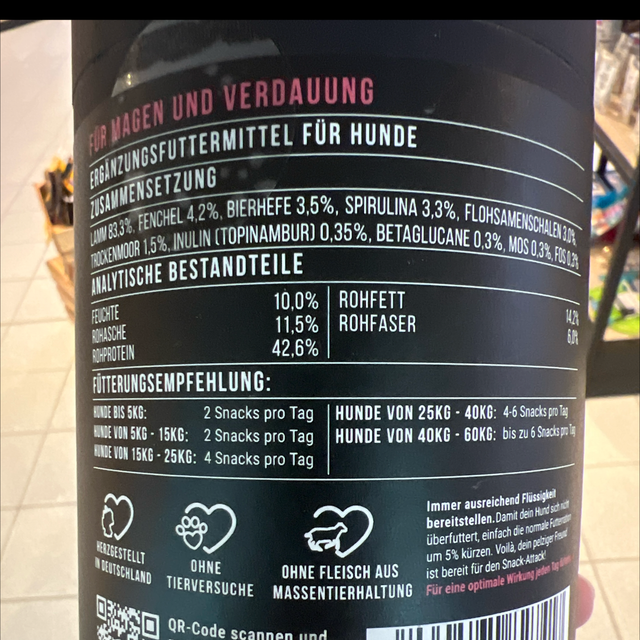 FÜR MAGEN UND VERDAUUNG
ERGÄNZUNGSFUTTERMITTEL FÜR HUNDE
ZUSAMMENSETZUNG
LAMM 83,3%, FENCHEL 4,2%, BIERHEFE 3,5%, SPIRULINA 3,3%, FLOHSAMENSCHALEN 3,0%,
TROCKENMOOR 1,5%, INULIN (TOPINAMBUR) 0,35%, BETAGLUCANE 0,3%, MOS 0,3%, FOS 0,3%
ANALYTISCHE BESTANDTEILE
FEUCHTE 10,0%
ROHASCHE 11,5%
ROHPROTEIN 42,6%
ROHFETT 14,2%
ROHFASER 6,0%
FÜTTERUNGSEMPFEHLUNG:
HUNDE BIS 5KG: 2 Snacks pro Tag
HUNDE VON 5KG - 15KG: 2 Snacks pro Tag
HUNDE VON 15KG - 25KG: 4 Snacks pro Tag
HUNDE VON 25KG - 40KG: 4-6 Snacks pro Tag
HUNDE VON 40KG - 60KG: bis zu 6 Snacks pro Tag
HERGESTELLT
IN DEUTSCHLAND
OHNE
TIERVERSUCHE
OHNE FLEISCH AUS
MASSENTIERHALTUNG
Immer ausreichend Flüssigkeit
bereitstellen. Damit dein Hund sich nicht
überfuttert, einfach die normale Futterration
um 5% kürzen. Voilà, dein pelziger Freund
ist bereit für den Snack-Attack!
Für eine optimale Wirkung jeden Tag
QR-Code scannen und